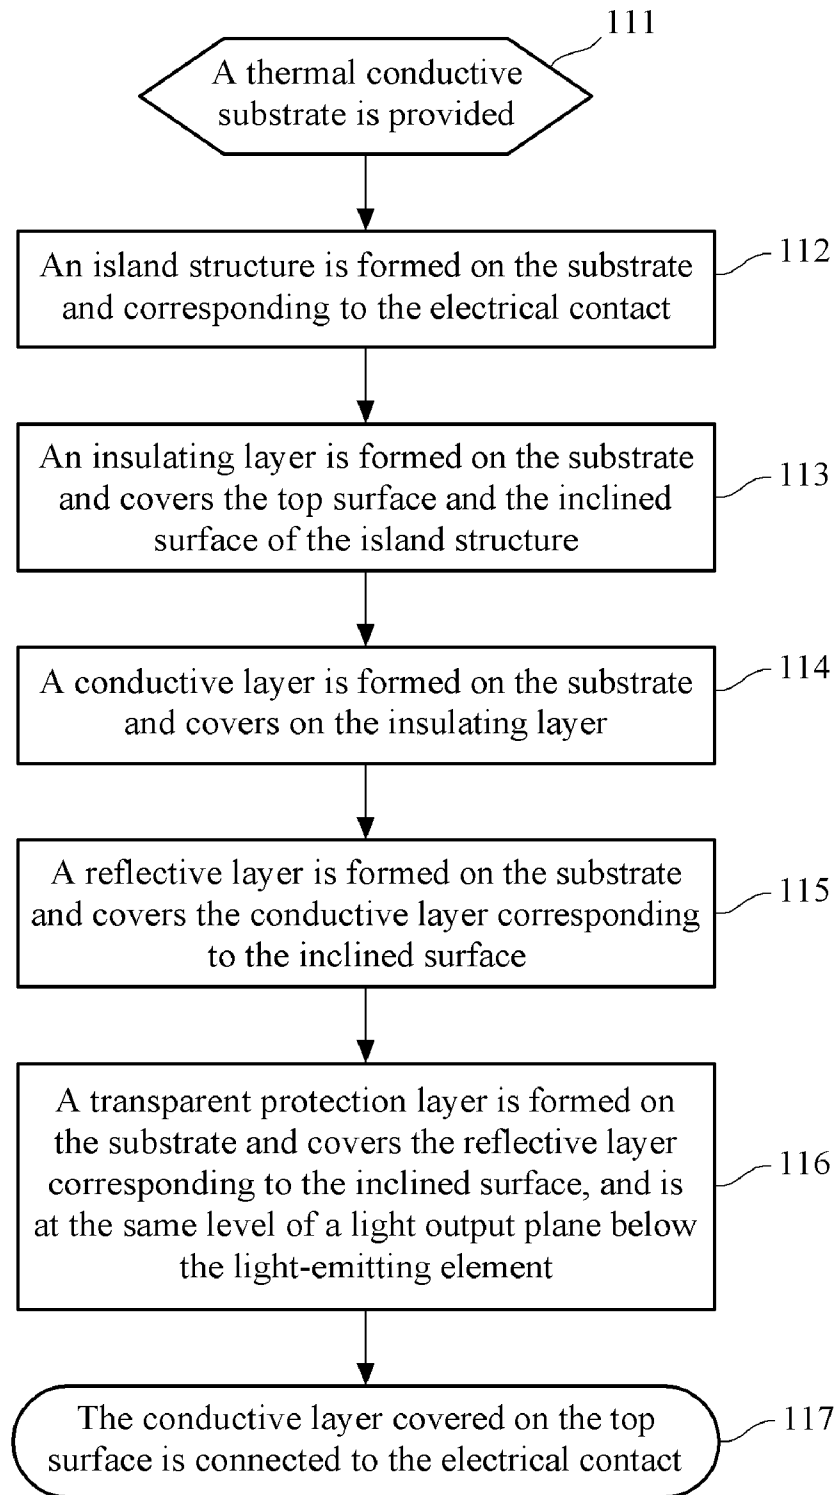 111
A thermal conductive
substrate is provided
An island structure is formed on the substrate
and corresponding to the electrical contact
112
An insulating layer is formed on the substrate
and covers the top surface and the inclined
surface of the island structure
113
A conductive layer is formed on the substrate
and covers on the insulating layer
114
A reflective layer is formed on the substrate
and covers the conductive layer corresponding
to the inclined surface
115
A transparent protection layer is formed on
the substrate and covers the reflective layer
corresponding to the inclined surface, and is
at the same level of a light output plane below
the light-emitting element
116
The conductive layer covered on the top
surface is connected to the electrical contact
117